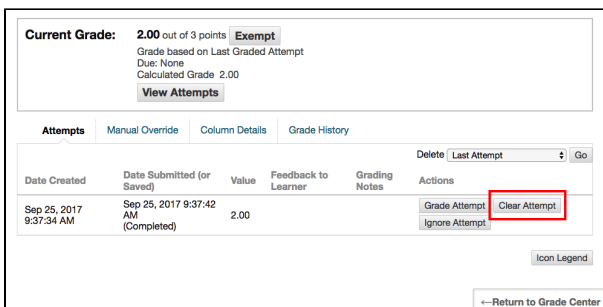 Current Grade: 2.00 out of 3 points Exempt
Grade based on Last Graded Attempt
Due: None
Calculated Grade 2.00
View Attempts
Attempts Manual Override Column Details Grade History
Delete Last Attempt Go
Date Created Date Submitted (or Saved) Value Feedback to Learner Grading Notes Actions
Sep 25, 2017 9:37:34 AM Sep 25, 2017 9:37:42 AM (Completed) 2.00 Grade Attempt Clear Attempt
Ignore Attempt
Icon Legend
←Return to Grade Center